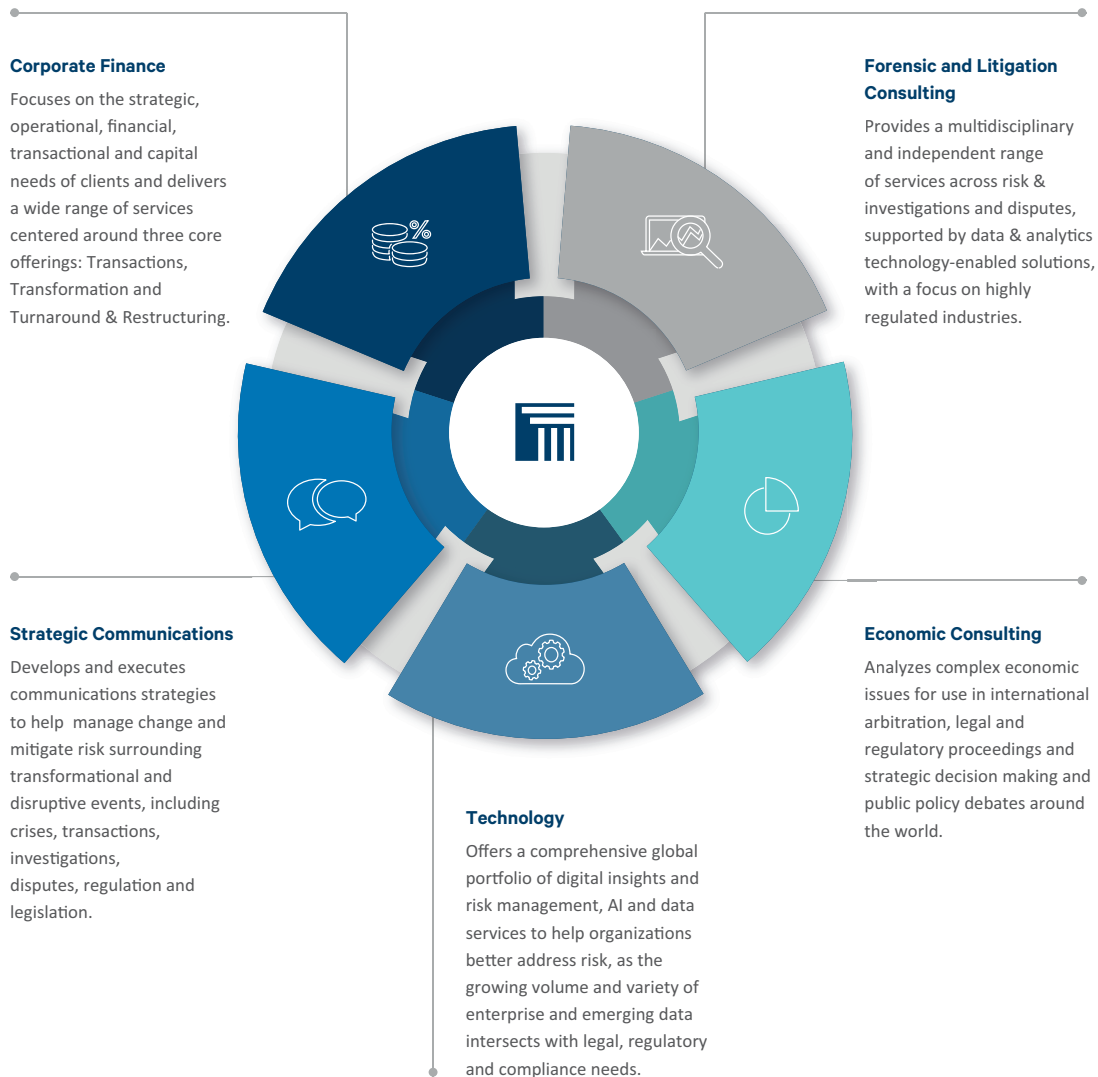 Corporate Finance
Focuses on the strategic,
operational, financial,
transactional and capital
needs of clients and delivers
a wide range of services
centered around three core
offerings: Transactions,
Transformation and
Turnaround & Restructuring.
Forensic and Litigation
Consulting
Provides a multidisciplinary
and independent range
of services across risk &
investigations and disputes,
supported by data & analytics
technology-enabled solutions,
with a focus on highly
regulated industries.
%
Strategic Communications
Develops and executes
communications strategies
to help  manage change and
mitigate risk surrounding
transformational and
disruptive events, including
crises, transactions,
investigations,
disputes, regulation and
legislation.
Economic Consulting
Analyzes complex economic
issues for use in international
arbitration, legal and
regulatory proceedings and
strategic decision making and
public policy debates around
the world.
Technology
Offers a comprehensive global
portfolio of digital insights and
risk management, AI and data
services to help organizations
better address risk, as the
growing volume and variety of
enterprise and emerging data
intersects with legal, regulatory
and compliance needs.